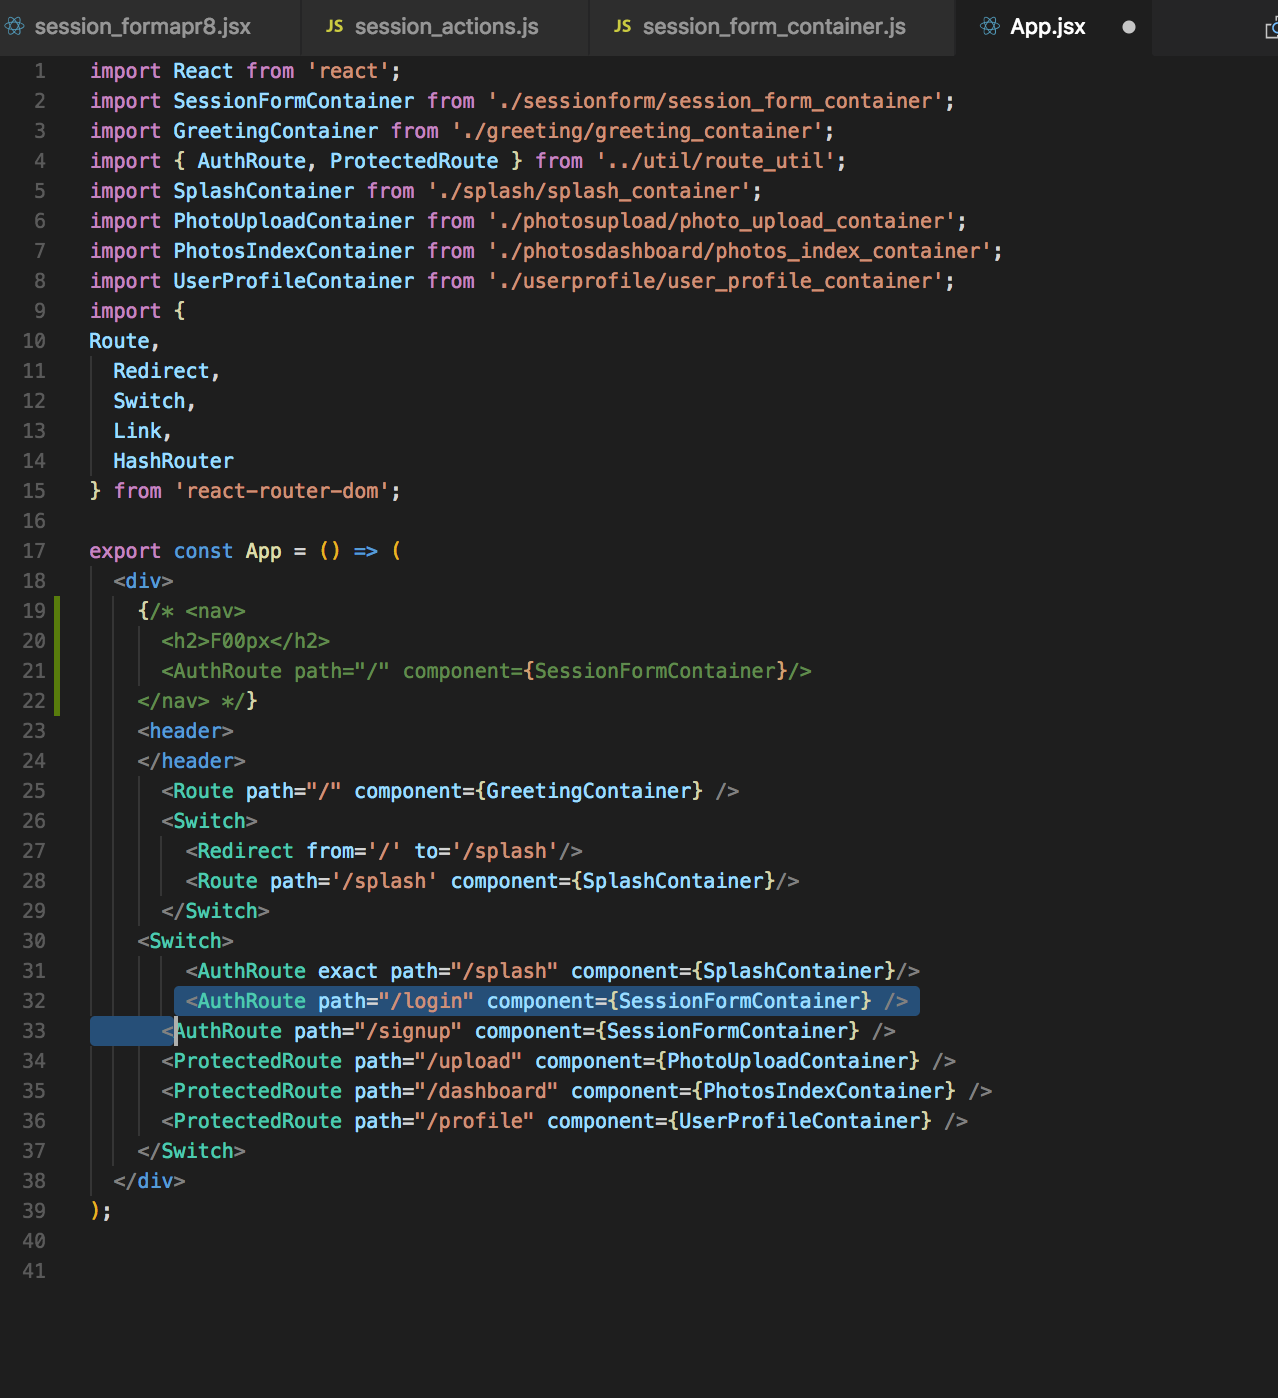 session_formapr8.jsx JS session_actions.js JS session_form_container.js App.jsx
1 import React from 'react';
2 import SessionFormContainer from './sessionform/session_form_container';
3 import GreetingContainer from './greeting/greeting_container';
4 import { AuthRoute, ProtectedRoute } from '../util/route_util';
5 import SplashContainer from './splash/splash_container';
6 import PhotoUploadContainer from './photosupload/photo_upload_container';
7 import PhotosIndexContainer from './photosdashboard/photos_index_container';
8 import UserProfileContainer from './userprofile/user_profile_container';
9 import {
10 Route,
11 Redirect,
12 Switch,
13 Link,
14 HashRouter
15 } from 'react-router-dom';
16
17 export const App = () => (
18 <div>
19 {/* <nav>
20 <h2>F00px</h2>
21 <AuthRoute path="/" component={SessionFormContainer}/>
22 </nav> */}
23 <header>
24 </header>
25 <Route path="/" component={GreetingContainer} />
26 <Switch>
27 <Redirect from='/' to='/splash'/>
28 <Route path='/splash' component={SplashContainer}/>
29 </Switch>
30 <Switch>
31 <AuthRoute exact path="/splash" component={SplashContainer}/>
32 <AuthRoute path="/login" component={SessionFormContainer} />
33 <AuthRoute path="/signup" component={SessionFormContainer} />
34 <ProtectedRoute path="/upload" component={PhotoUploadContainer} />
35 <ProtectedRoute path="/dashboard" component={PhotosIndexContainer} />
36 <ProtectedRoute path="/profile" component={UserProfileContainer} />
37 </Switch>
38 </div>
39 );
40
41